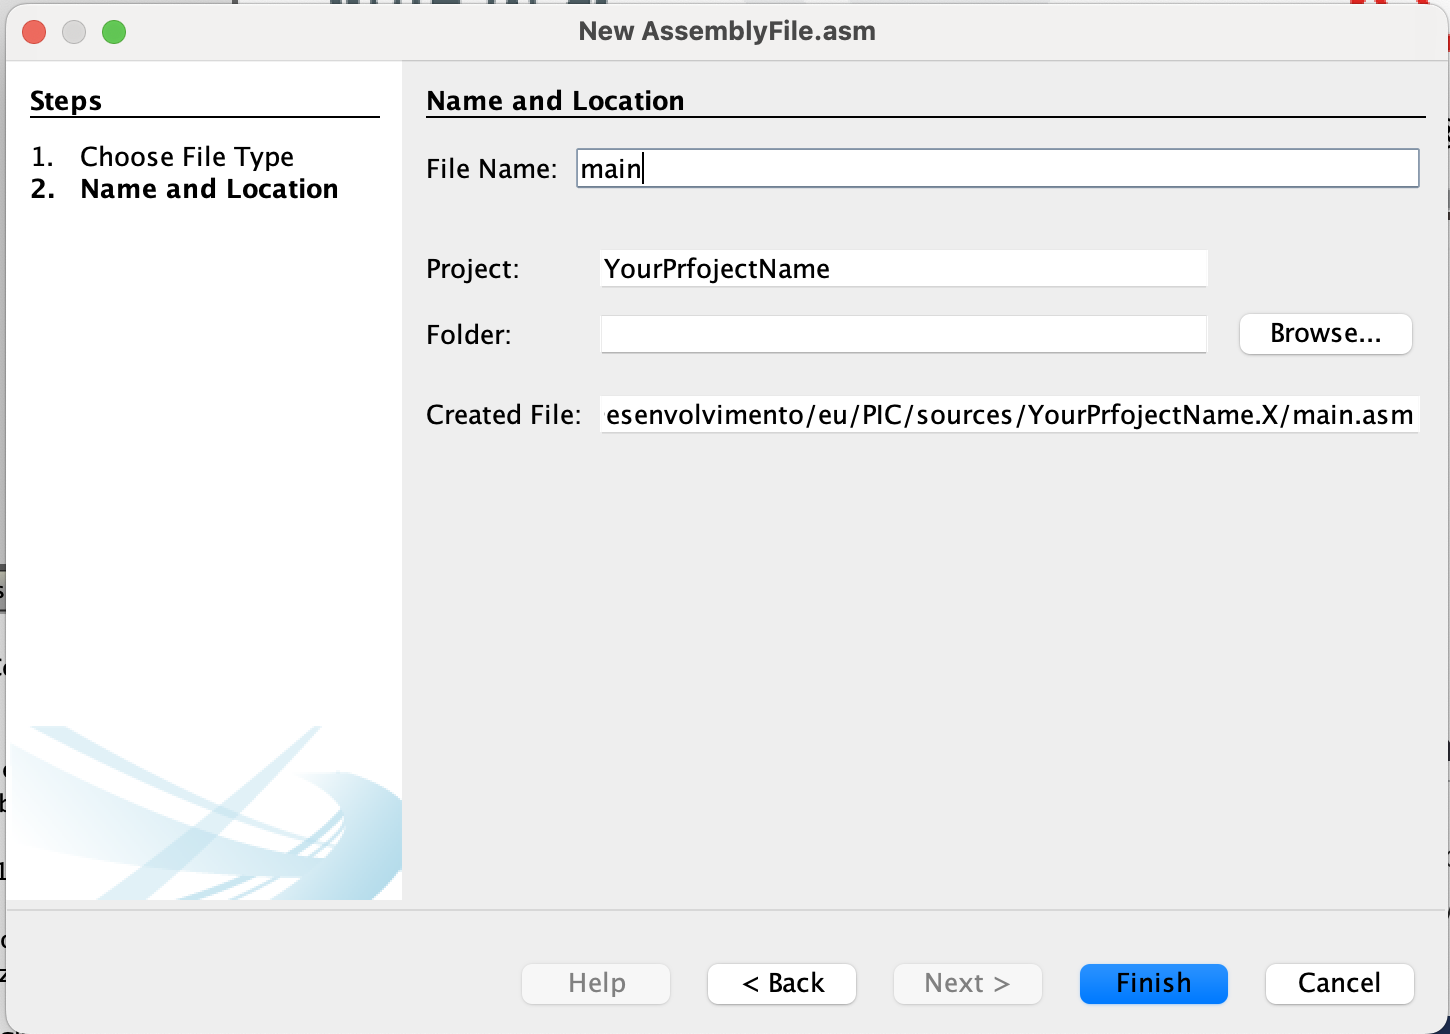 New AssemblyFile.asm
Steps
1. Choose File Type
2. Name and Location
Name and Location
File Name: main
Project: YourPrfojectName
Folder:
Browse...
Created File: esenvolvimento/eu/PIC/sources/YourPrfojectName.X/main.asm
Help
< Back
Next >
Finish
Cancel